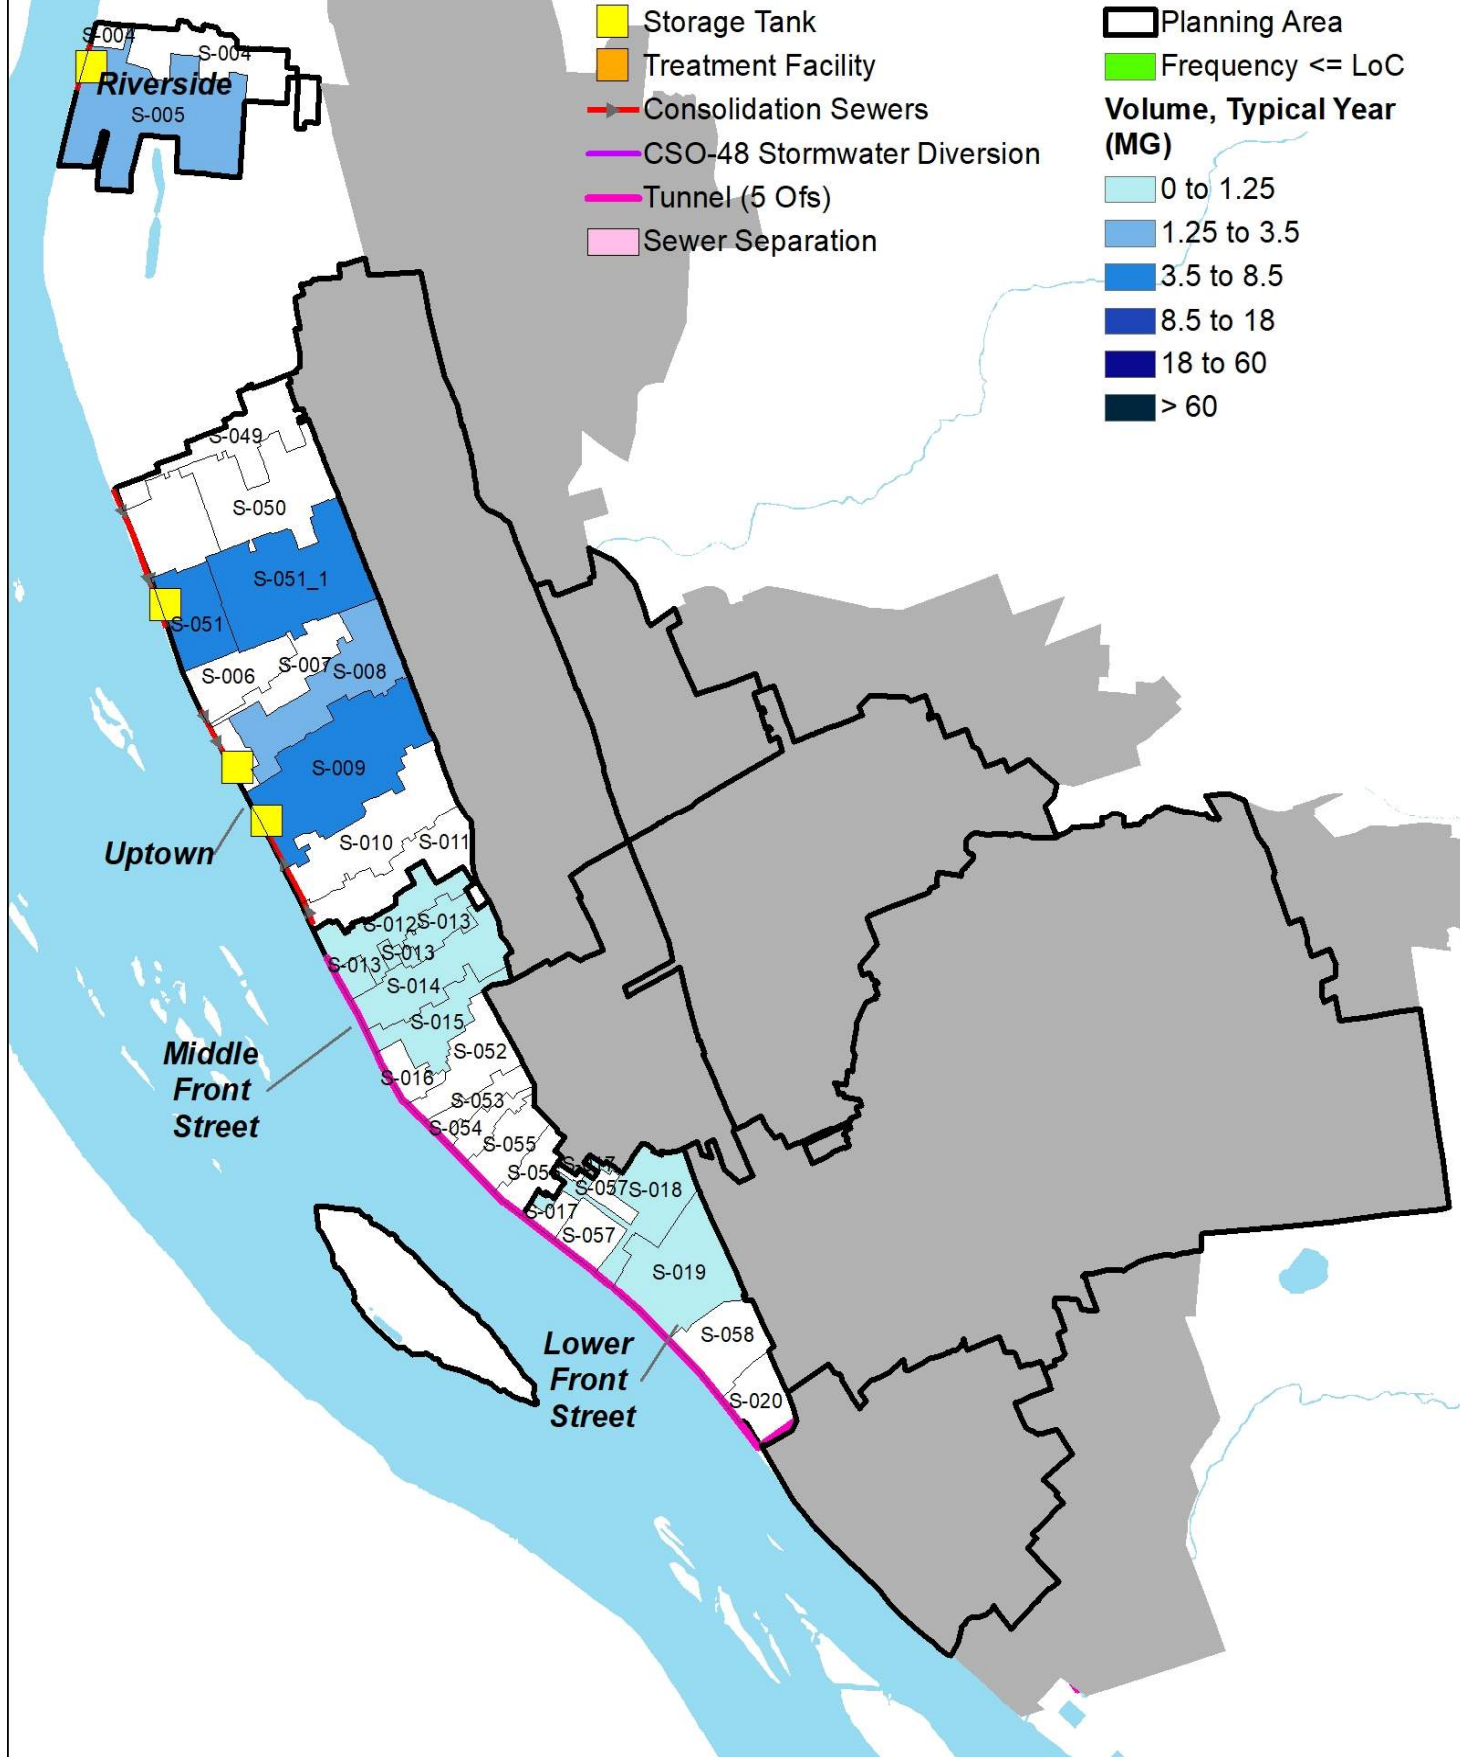 Storage Tank
Treatment Facility
Consolidation Sewers
CSO-48 Stormwater Diversion
Tunnel (5 Ofs)
Sewer Separation
Planning Area
Frequency <= LoC
Volume, Typical Year
(MG)
0 to 1.25
1.25 to 3.5
3.5 to 8.5
8.5 to 18
18 to 60
> 60
S-004
S-004
Riverside
S-005
S-049
S-050
S-051_1
S-051
S-006
S-007
S-008
S-009
Uptown
S-010
S-011
S-012
S-013
S-013
S-013
S-014
S-015
S-052
S-016
Middle
Front
Street
S-053
S-054
S-055
S-017
S-057
S-018
S-017
S-057
S-019
Lower
Front
Street
S-058
S-020